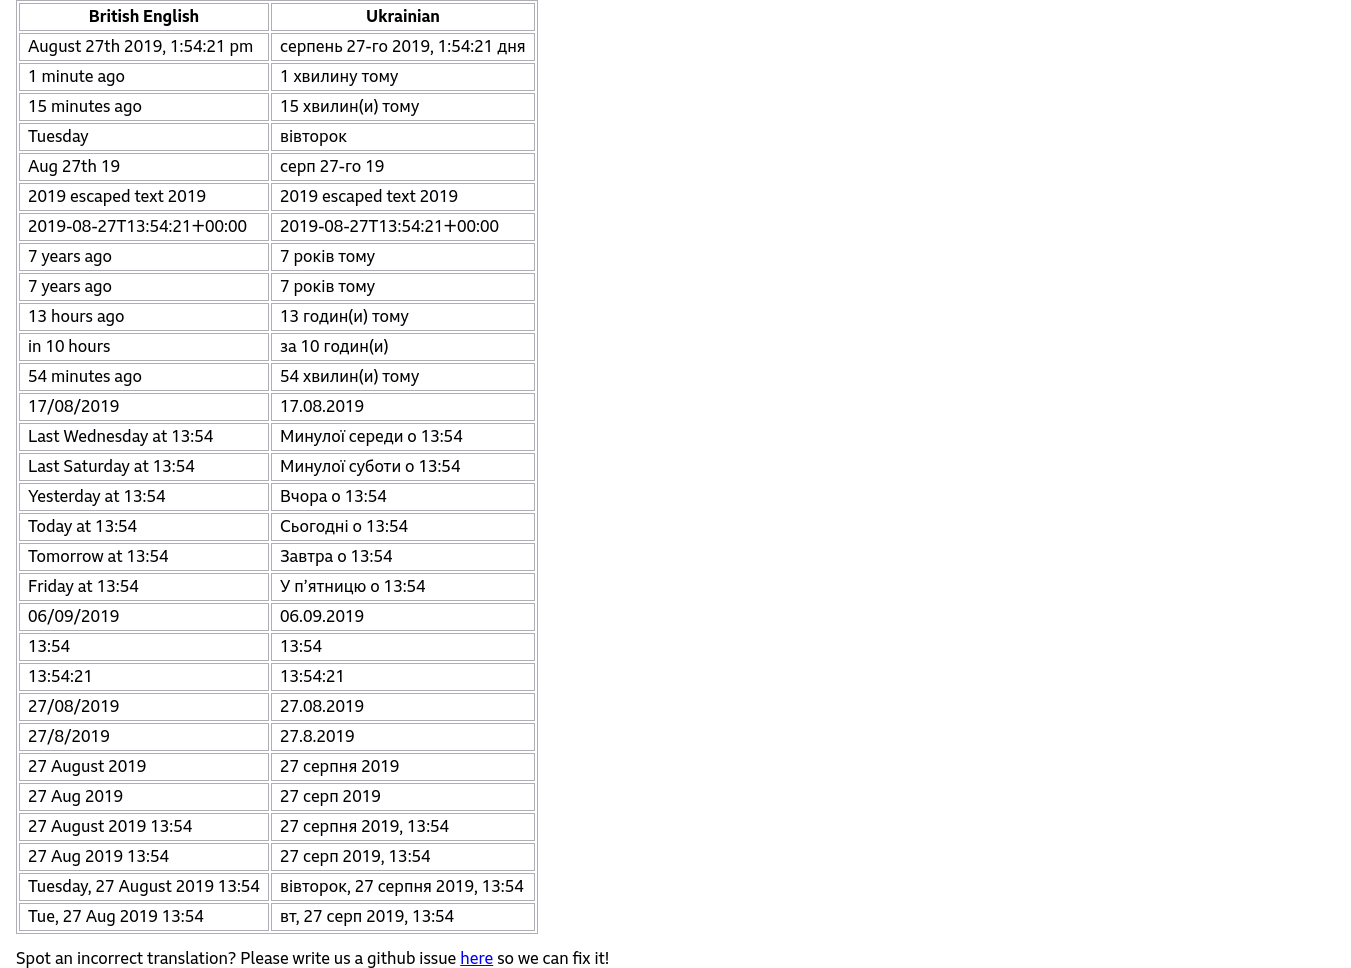 British English Ukrainian
August 27th 2019, 1:54:21 pm серпень 27-го 2019, 1:54:21 дня
1 minute ago 1 хвилину тому
15 minutes ago 15 хвилин(и) тому
Tuesday вівторок
Aug 27th 19 серп 27-го 19
2019 escaped text 2019 2019 escaped text 2019
2019-08-27T13:54:21+00:00 2019-08-27T13:54:21+00:00
7 years ago 7 років тому
7 years ago 7 років тому
13 hours ago 13 годин(и) тому
in 10 hours за 10 годин(и)
54 minutes ago 54 хвилин(и) тому
17/08/2019 17.08.2019
Last Wednesday at 13:54 Минулої середи о 13:54
Last Saturday at 13:54 Минулої суботи о 13:54
Yesterday at 13:54 Вчора о 13:54
Today at 13:54 Сьогодні о 13:54
Tomorrow at 13:54 Завтра о 13:54
Friday at 13:54 У п’ятницю о 13:54
06/09/2019 06.09.2019
13:54 13:54
13:54:21 13:54:21
27/08/2019 27.08.2019
27/8/2019 27.8.2019
27 August 2019 27 серпня 2019
27 Aug 2019 27 серп 2019
27 August 2019 13:54 27 серпня 2019, 13:54
27 Aug 2019 13:54 27 серп 2019, 13:54
Tuesday, 27 August 2019 13:54 вівторок, 27 серпня 2019, 13:54
Tue, 27 Aug 2019 13:54 вт, 27 серп 2019, 13:54
Spot an incorrect translation? Please write us a github issue here so we can fix it!